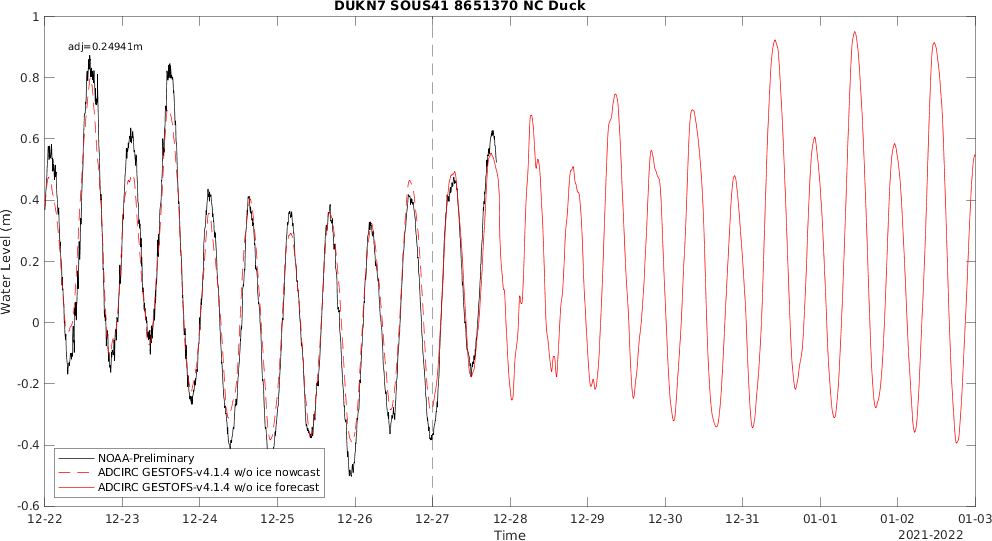 DUKN7 SOUS41 8651370 NC Duck
adj=0.24941m
1
0.8
0.6
0.4
0.2
0
-0.2
-0.4
-0.6
Water Level (m)
NOAA-Preliminary
ADCIRC GESTOFS-v4.1.4 w/o ice nowcast
ADCIRC GESTOFS-v4.1.4 w/o ice forecast
12-22 12-23 12-24 12-25 12-26 12-27 12-28 12-29 12-30 12-31 01-01 01-02 01-03
Time
2021-2022